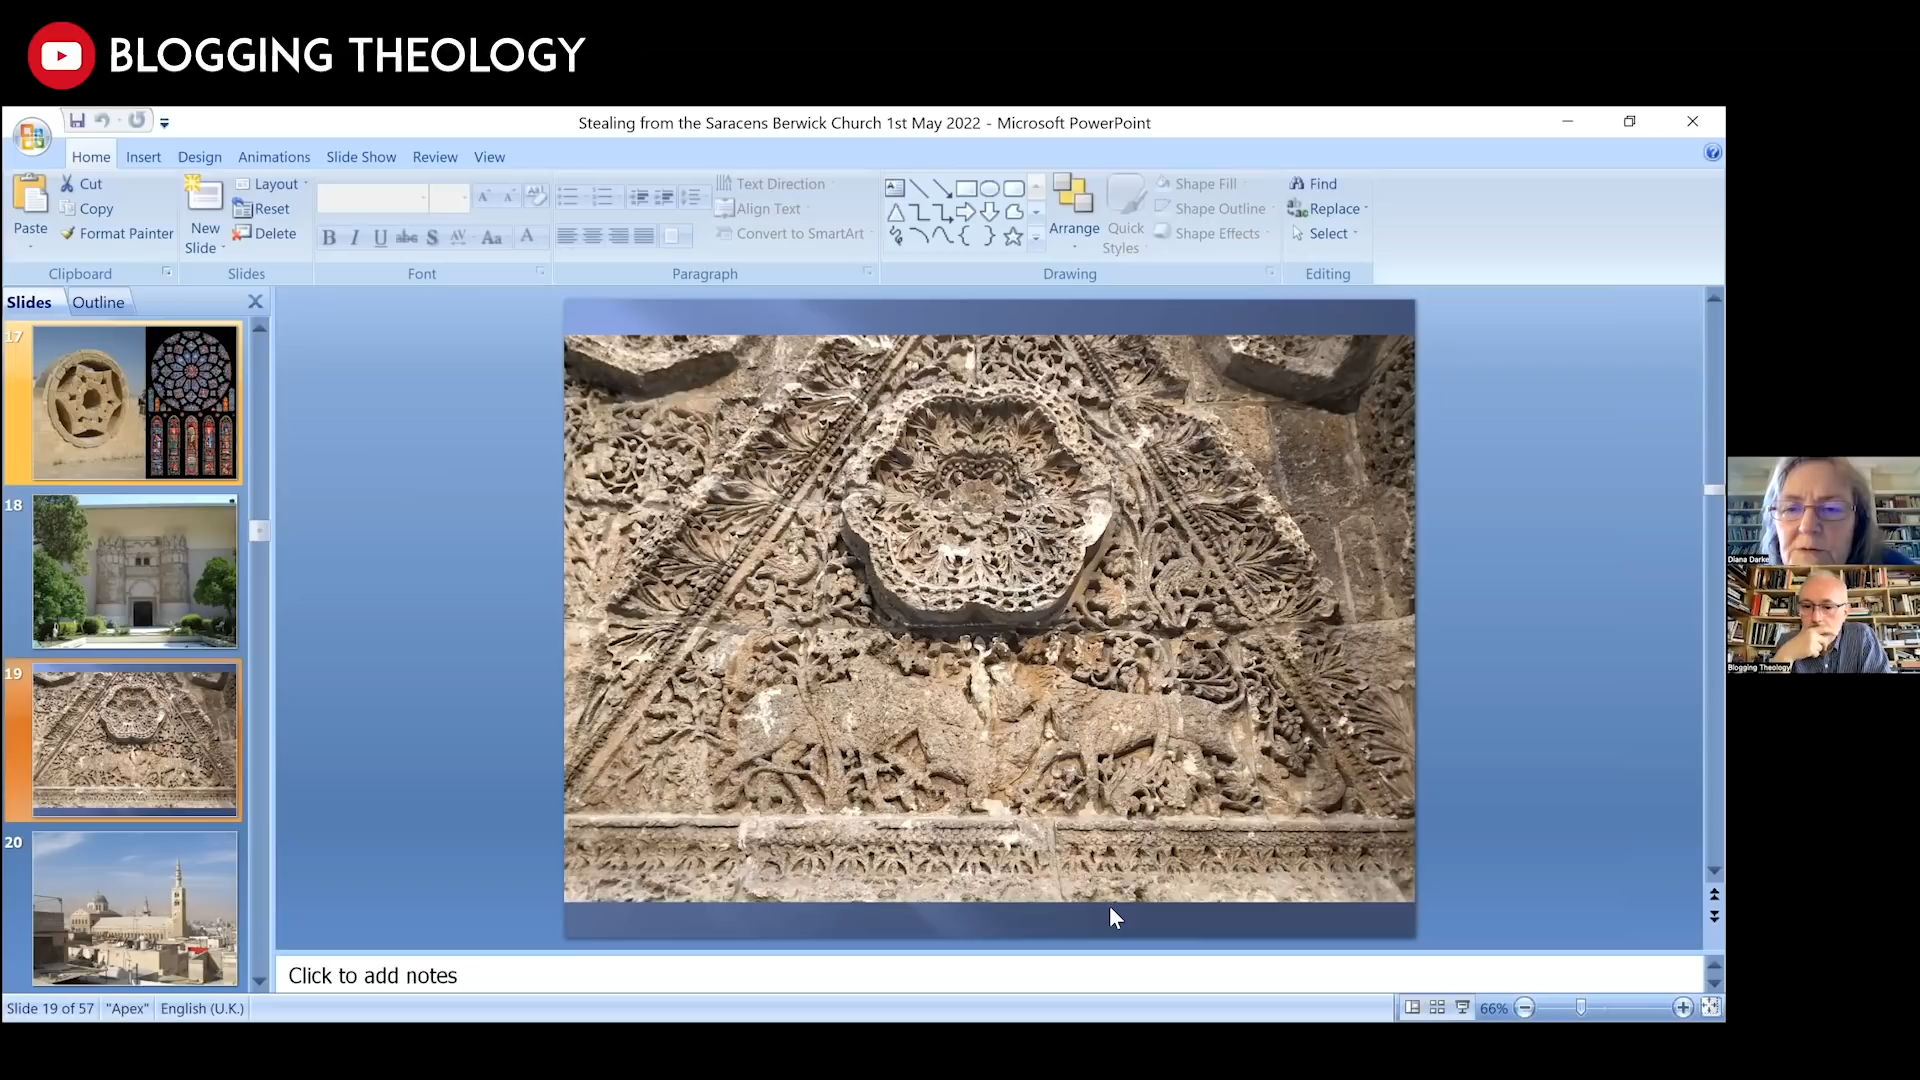 BLOGGING THEOLOGY
Stealing from the Saracens Berwick Church 1st May 2022 - Microsoft PowerPoint
Home Insert Design Animations Slide Show Review View
Paste
Cut
Copy
Format Painter
Clipboard
New
Slide
Layout
Reset
Delete
Slides
B I U abc S AV Aa A
Font
Text Direction
Align Text
Convert to SmartArt
Paragraph
Arrange
Quick
Styles
Shape Fill
Shape Outline
Shape Effects
Drawing
Find
Replace
Select
Editing
Slides Outline
17
18
19
20
Diana Darke
Blogging Theology
Click to add notes
Slide 19 of 57 "Apex" English (U.K.)
66%